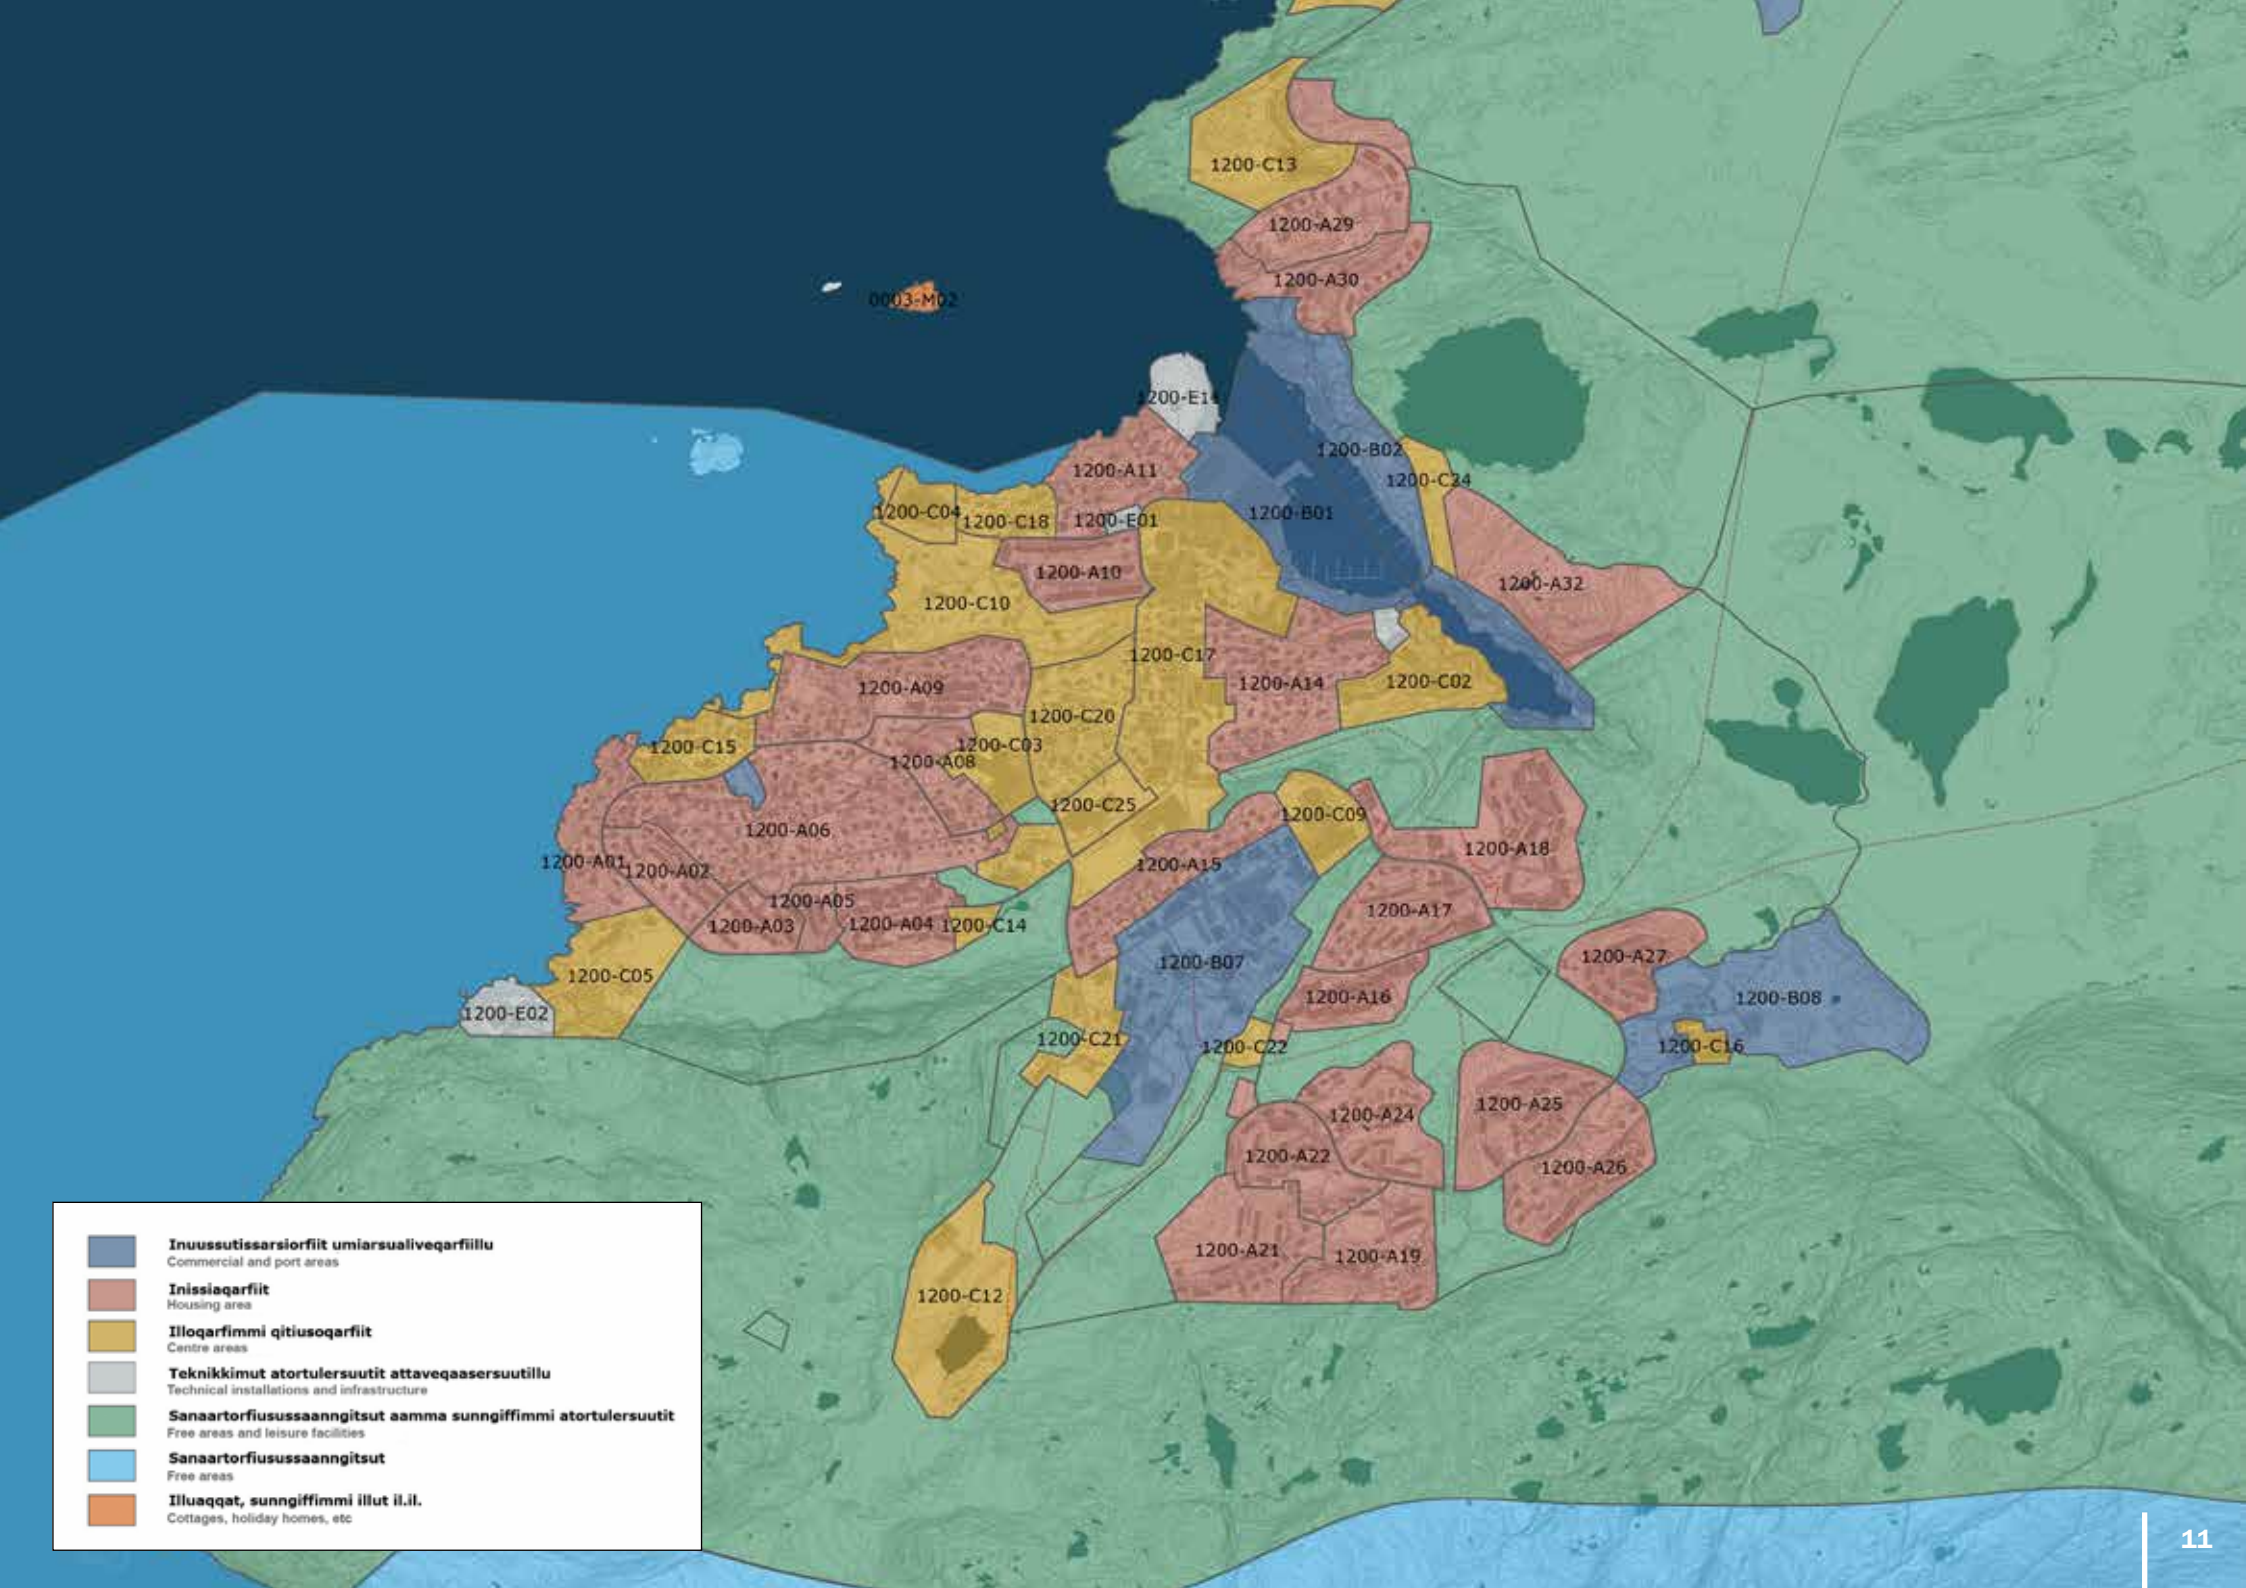 1200-C13
1200-A29
1200-A30
0003-M02
1200-B02
1200-A11
1200-C24
1200-C04
1200-C18
1200-E01
1200-B01
1200-A10
1200-A32
1200-C10
1200-C17
1200-A09
1200-A14
1200-C02
1200-C20
1200-C15
1200-C03
1200-A08
1200-C25
1200-C09
1200-A06
1200-A18
1200-A01
1200-A02
1200-A15
1200-A05
1200-A17
1200-A03
1200-A04
1200-C14
1200-C05
1200-B07
1200-A27
1200-A16
1200-B08
1200-E02
1200-C21
1200-C22
1200-C16
1200-A25
1200-A24
1200-A22
1200-A26
1200-A21
1200-A19
1200-C12
Inuussutissarsiorfiit umiarsualiveqarfiillu
Commercial and port areas
Inissiaqarfiit
Housing area
Illoqarfimmi qitiusoqarfiit
Centre areas
Teknikkimut atortulersuutit attaveqaasersuutillu
Technical installations and infrastructure
Sanaartorfiusussaanngitsut aamma sunngiffimmi atortulersuutit
Free areas and leisure facilities
Sanaartorfiusussaanngitsut
Free areas
Illuaqqat, sunngiffimmi illut il.il.
Cottages, holiday homes, etc
11